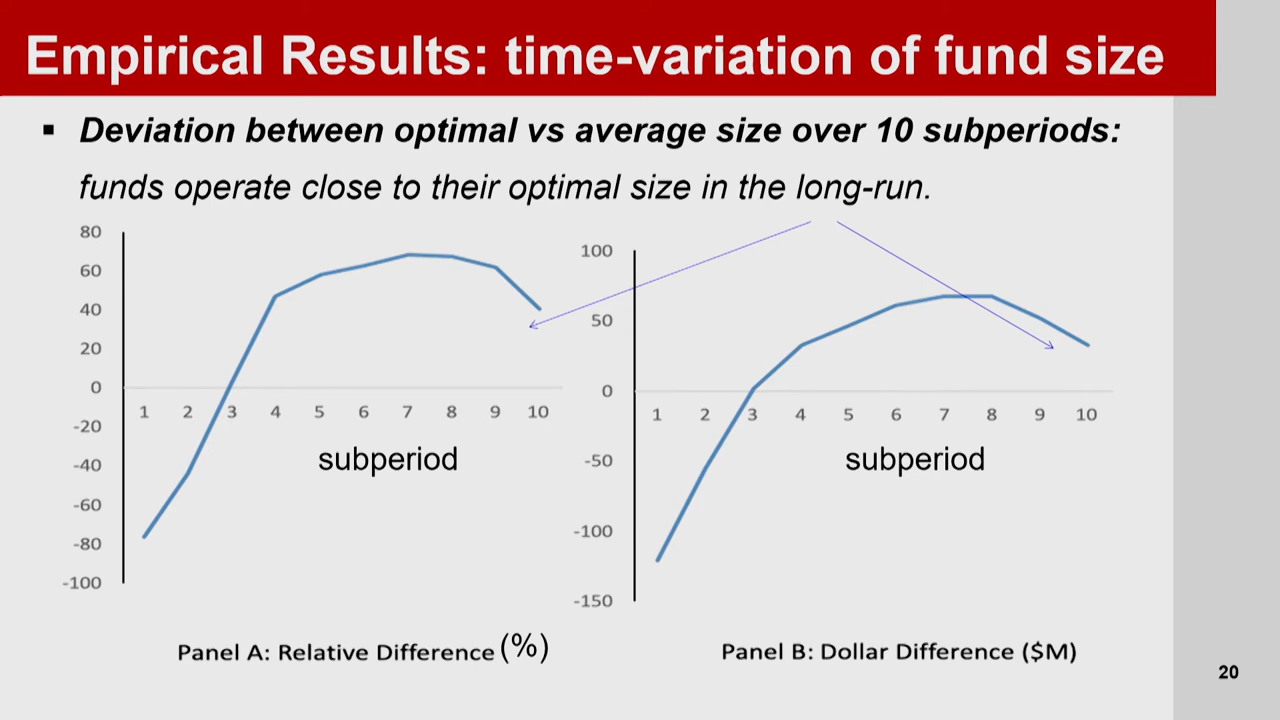 Empirical Results: time-variation of fund size
▪ Deviation between optimal vs average size over 10 subperiods:
funds operate close to their optimal size in the long-run.
80
60
40
20
0
-20
-40
-60
-80
-100
1 2 3 4 5 6 7 8 9 10
subperiod
Panel A: Relative Difference (%)
100
50
0
-50
-100
-150
1 2 3 4 5 6 7 8 9 10
subperiod
Panel B: Dollar Difference ($M)
20